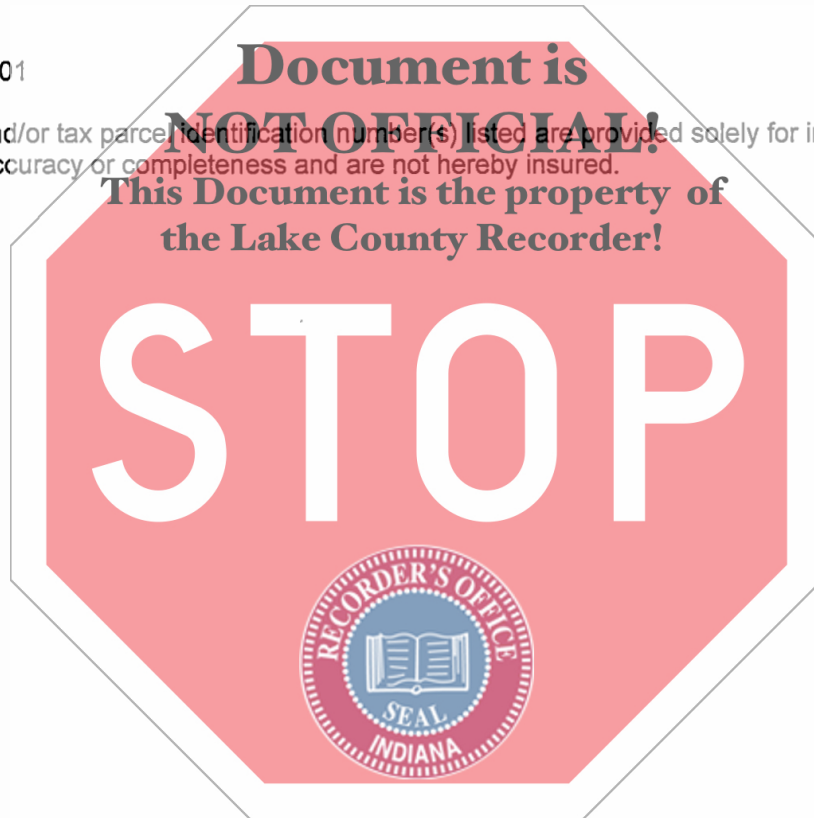 Document is
01
NOT OFFICIAL!
d/or tax parcel identification number(s) listed are provided solely for
curacy or completeness and are not hereby insured.
This Document is the property of
the Lake County Recorder!
STOP
RECORDER'S OFFICE
SEAL
INDIANA